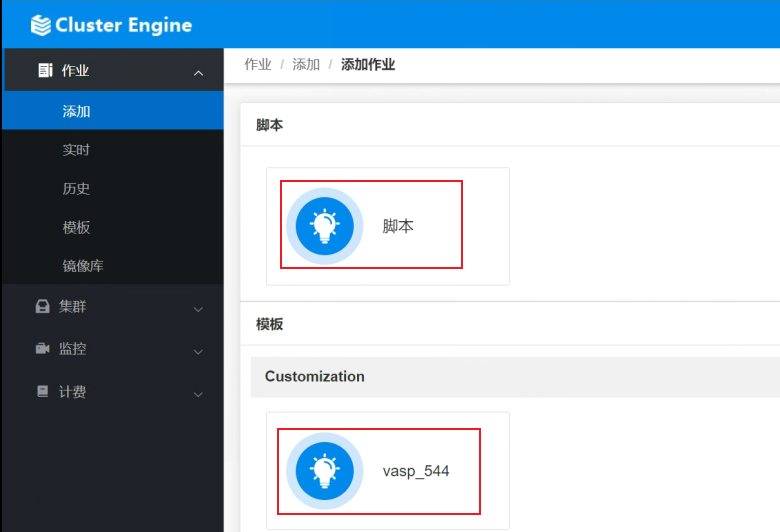 Cluster Engine
作业
添加
实时
历史
模板
镜像库
集群
监控
计费
作业 / 添加 / 添加作业
脚本
脚本
模板
Customization
vasp_544